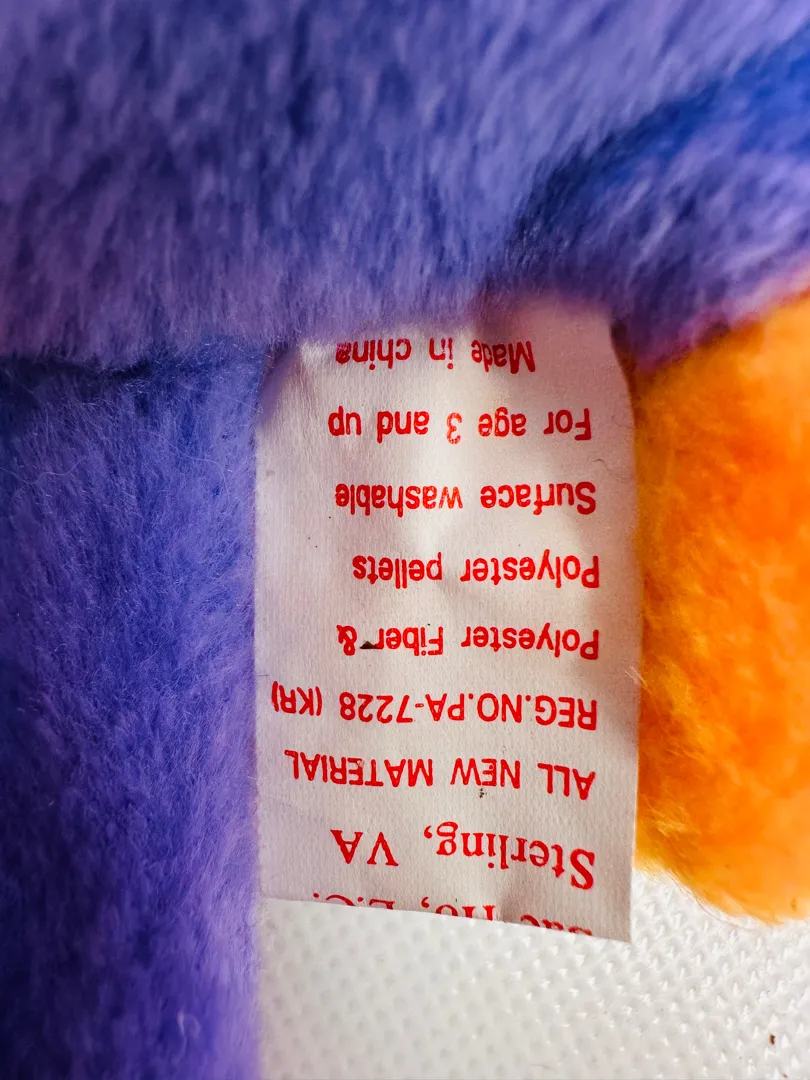 Sterling, VA
ALL NEW MATERIAL
REG.NO.PA-7228 (KR)
Polyester Fiber &
Polyester pellets
Surface washable
For age 3 and up
Made in china